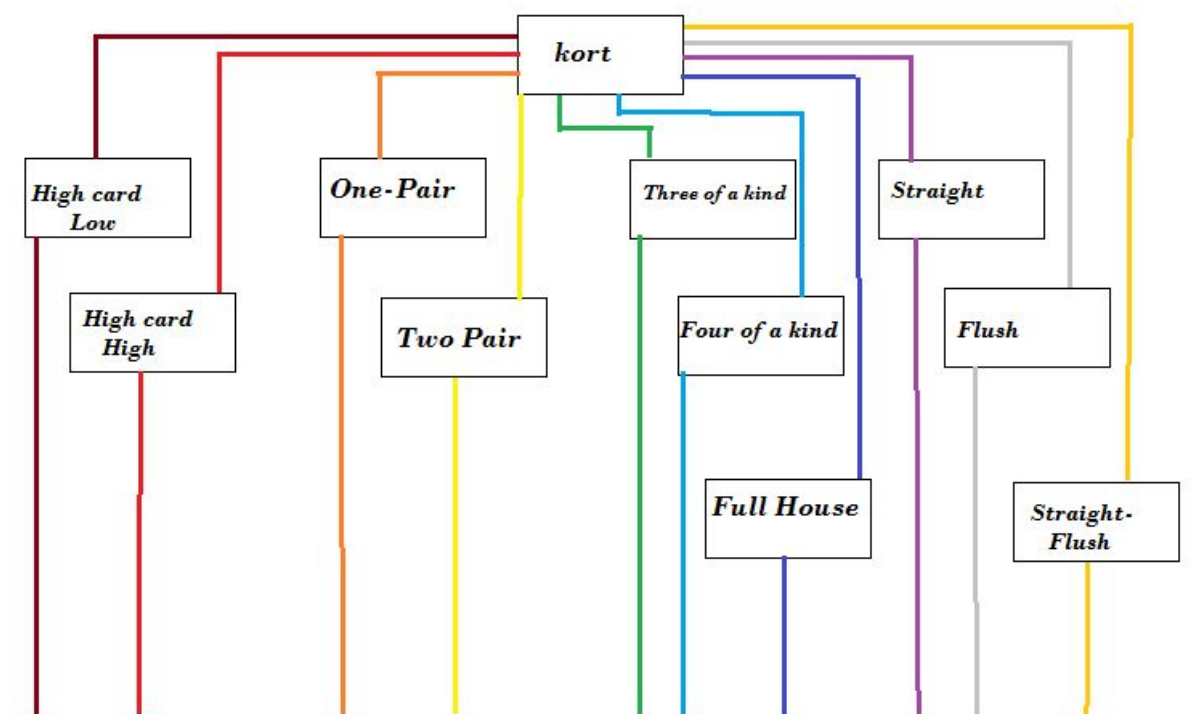 kort
High card
Low
One-Pair
Three of a kind
Straight
High card
High
Two Pair
Four of a kind
Flush
Full House
Straight-
Flush